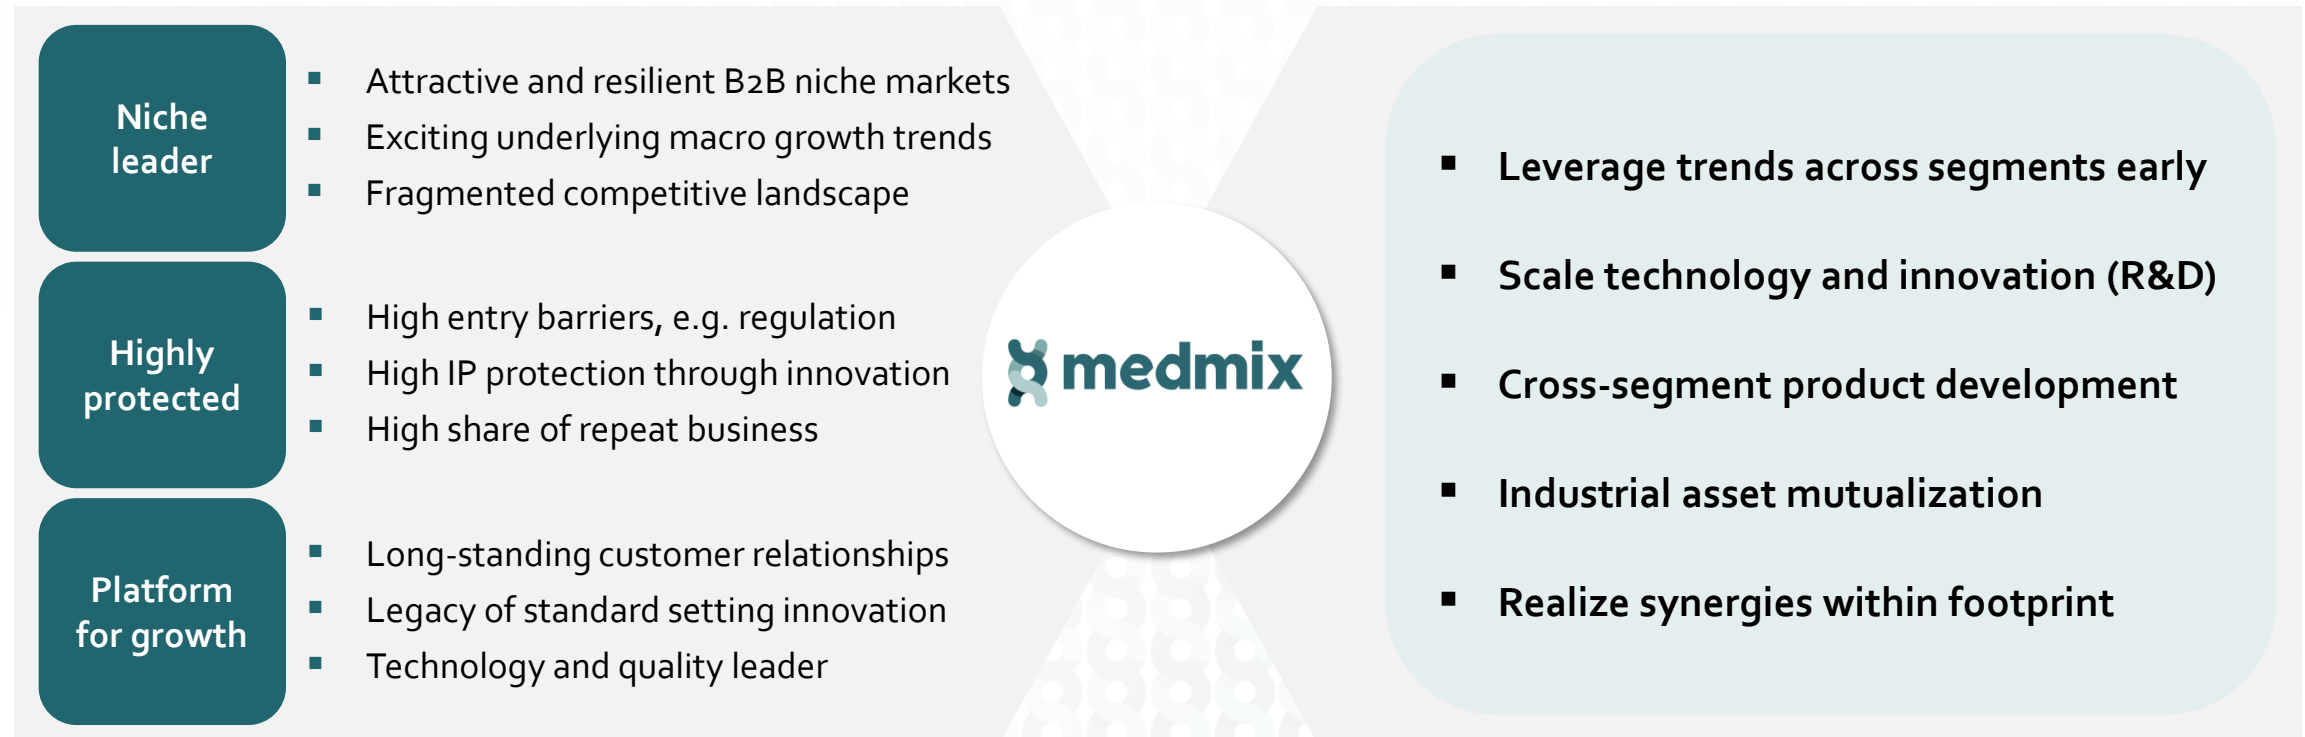 Niche
leader
▪ Attractive and resilient B2B niche markets
▪ Exciting underlying macro growth trends
▪ Fragmented competitive landscape
Highly
protected
▪ High entry barriers, e.g. regulation
▪ High IP protection through innovation
▪ High share of repeat business
Platform
for growth
▪ Long-standing customer relationships
▪ Legacy of standard setting innovation
▪ Technology and quality leader
medmix
▪ Leverage trends across segments early
▪ Scale technology and innovation (R&D)
▪ Cross-segment product development
▪ Industrial asset mutualization
▪ Realize synergies within footprint